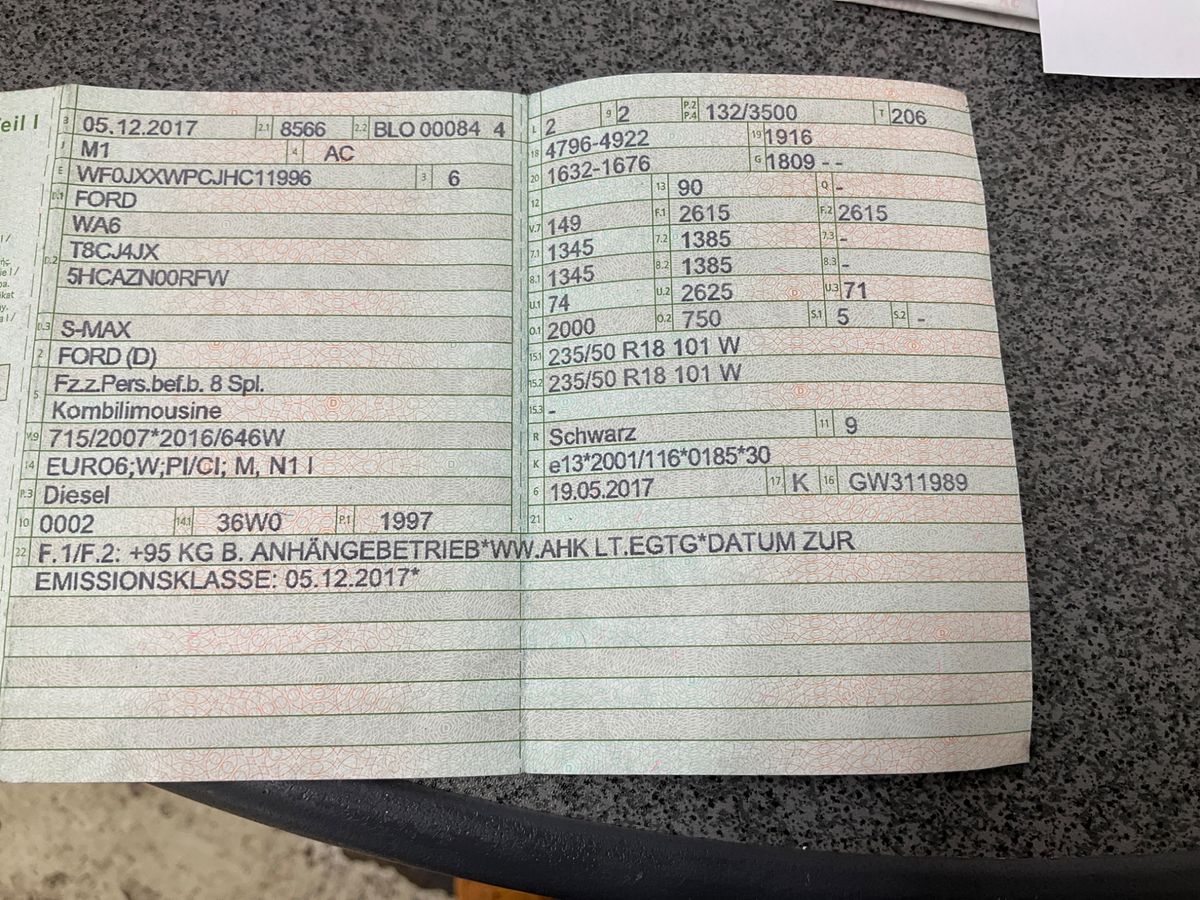 Teil I
B 05.12.2017 2.1 8566 2.2 BLO 00084 4
J M1 4 AC
E WF0JXXWPCJHC11996 3 6
D.1 FORD
WA6
D.2 T8CJ4JX
5HCAZN00RFW
D.3 S-MAX
2 FORD (D)
5 Fz.z.Pers.bef.b. 8 Spl.
Kombilimousine
V.9 715/2007*2016/646W
14 EURO6;W;PI/CI; M, N1 I
P.3 Diesel
10 0002 14.1 36W0 P.1 1997
L 2 9 2 P.2 P.4 132/3500 T 206
18 4796-4922 19 1916
20 1632-1676 G 1809 - -
12 13 90 Q -
V.7 149 F.1 2615 F.2 2615
7.1 1345 7.2 1385 7.3 -
8.1 1345 8.2 1385 8.3 -
U.1 74 U.2 2625 U.3 71
O.1 2000 O.2 750 S.1 5 S.2 -
15.1 235/50 R18 101 W
15.2 235/50 R18 101 W
15.3 -
R Schwarz 11 9
K e13*2001/116*0185*30
6 19.05.2017 17 K 16 GW311989
21
22 F.1/F.2: +95 KG B. ANHÄNGEBETRIEB*WW.AHK LT.EGTG*DATUM ZUR
EMISSIONSKLASSE: 05.12.2017*